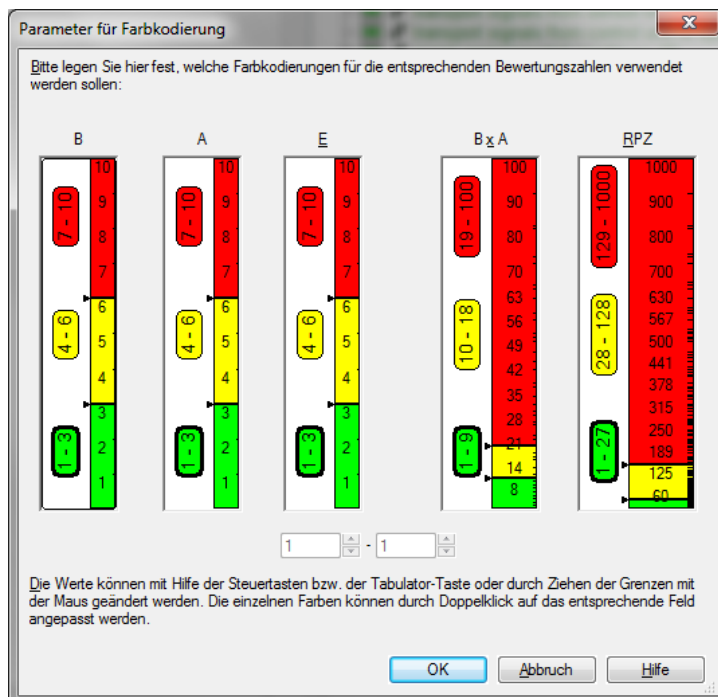 Parameter für Farbkodierung
Bitte legen Sie hier fest, welche Farbkodierungen für die entsprechenden Bewertungszahlen verwendet
werden sollen:
B A E B x A RPZ
7 - 10
4 - 6
1 - 3
10
9
8
7
6
5
4
3
2
1
7 - 10
4 - 6
1 - 3
10
9
8
7
6
5
4
3
2
1
7 - 10
4 - 6
1 - 3
10
9
8
7
6
5
4
3
2
1
19 - 100
10 - 18
1 - 9
100
90
80
70
63
56
49
42
35
28
21
14
8
129 - 1000
28 - 128
1 - 27
1000
900
800
700
630
567
500
441
378
315
250
189
125
60
1 - 1
Die Werte können mit Hilfe der Steuertasten bzw. der Tabulator-Taste oder durch Ziehen der Grenzen mit
der Maus geändert werden. Die einzelnen Farben können durch Doppelklick auf das entsprechende Feld
angepasst werden.
OK Abbruch Hilfe